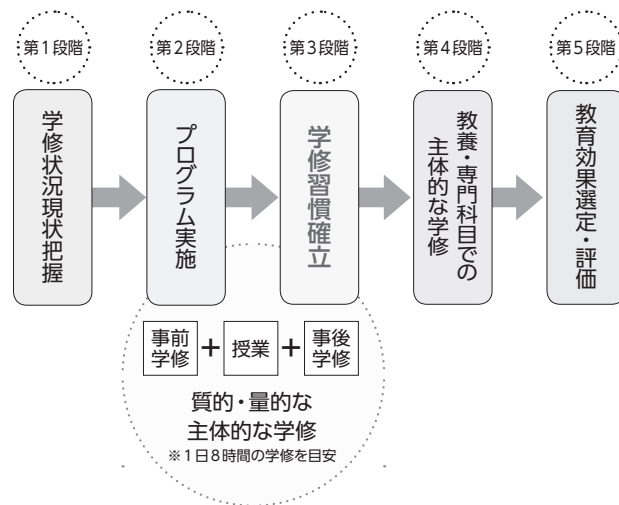 第1段階
第2段階
第3段階
第4段階
第5段階
学修状況現状把握
プログラム実施
学修習慣確立
教養・専門科目での
主体的な学修
教育効果選定・評価
事前
学修
+
授業
+
事後
学修
質的・量的な
主体的な学修
※1日8時間の学修を目安